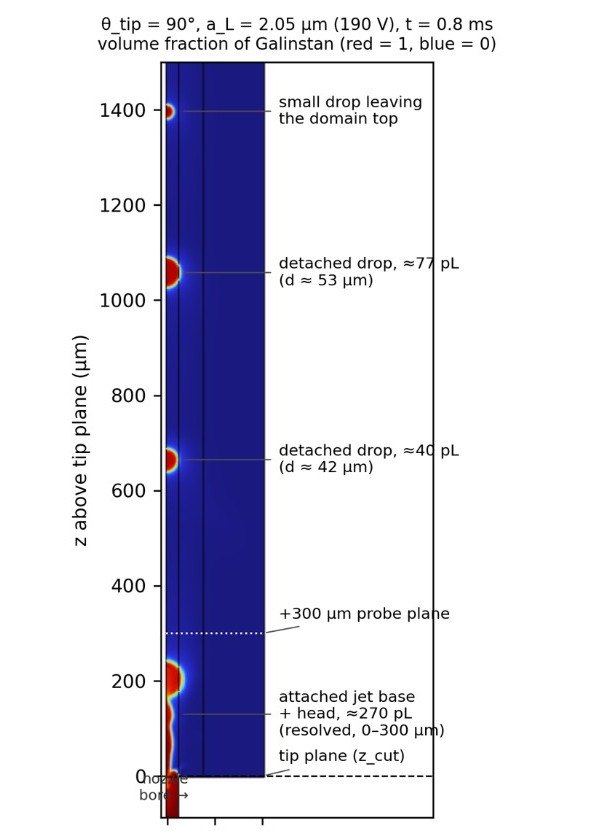 θ_tip = 90°, a_L = 2.05 μm (190 V), t = 0.8 ms
volume fraction of Galinstan (red = 1, blue = 0)
1400
small drop leaving
the domain top
1200
detached drop, ≈77 pL
(d ≈ 53 μm)
1000
z above tip plane (μm)
800
detached drop, ≈40 pL
(d ≈ 42 μm)
600
400
+300 μm probe plane
200
attached jet base
+ head, ≈270 pL
(resolved, 0–300 μm)
tip plane (z_cut)
0
nozzle
bore →